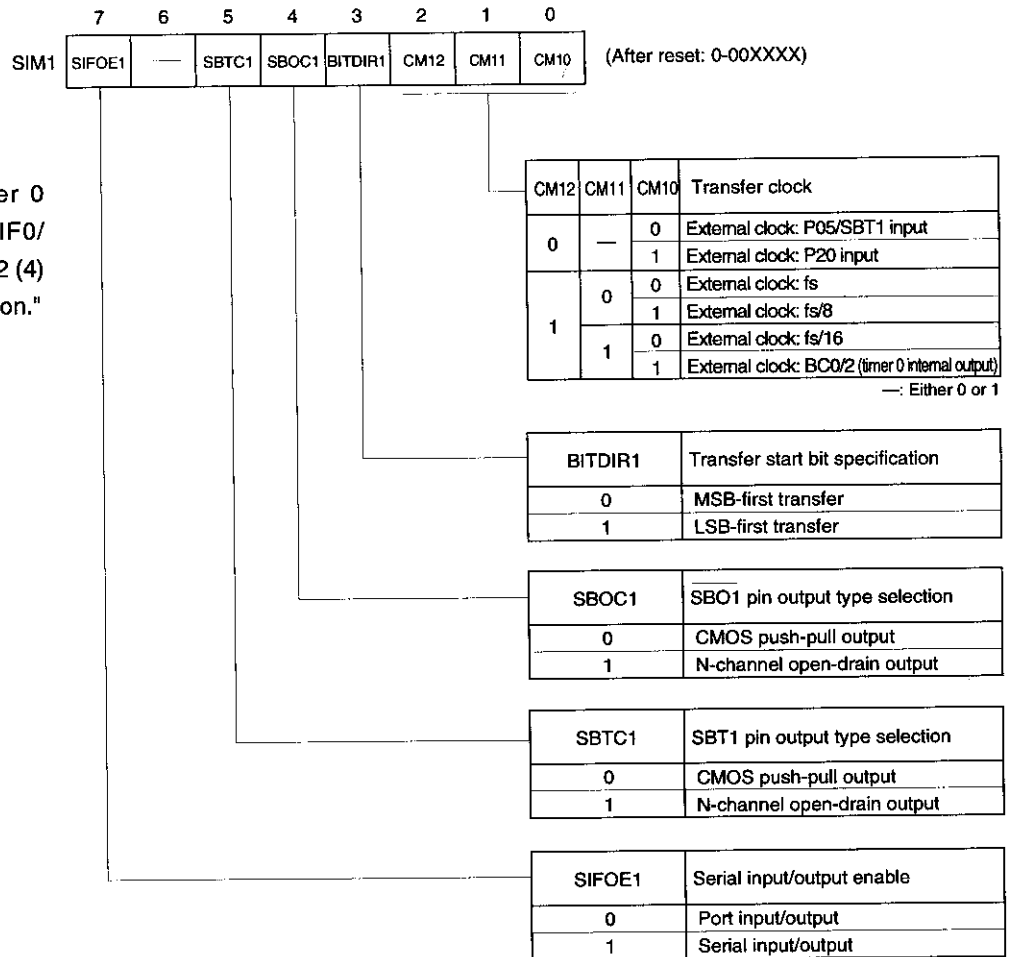 7 6 5 4 3 2 1 0
SIM1 SIFOE1 — SBTC1 SBOC1 BITDIR1 CM12 CM11 CM10 (After reset: 0-00XXXX)
er 0
IF0/
2 (4)
on."
CM12 CM11 CM10 Transfer clock
0 — 0 External clock: P05/SBT1 input
1 External clock: P20 input
1 0 0 External clock: fs
1 External clock: fs/8
1 0 External clock: fs/16
1 External clock: BC0/2 (timer 0 internal output)
—: Either 0 or 1
BITDIR1 Transfer start bit specification
0 MSB-first transfer
1 LSB-first transfer
SBOC1 SBO1 pin output type selection
0 CMOS push-pull output
1 N-channel open-drain output
SBTC1 SBT1 pin output type selection
0 CMOS push-pull output
1 N-channel open-drain output
SIFOE1 Serial input/output enable
0 Port input/output
1 Serial input/output